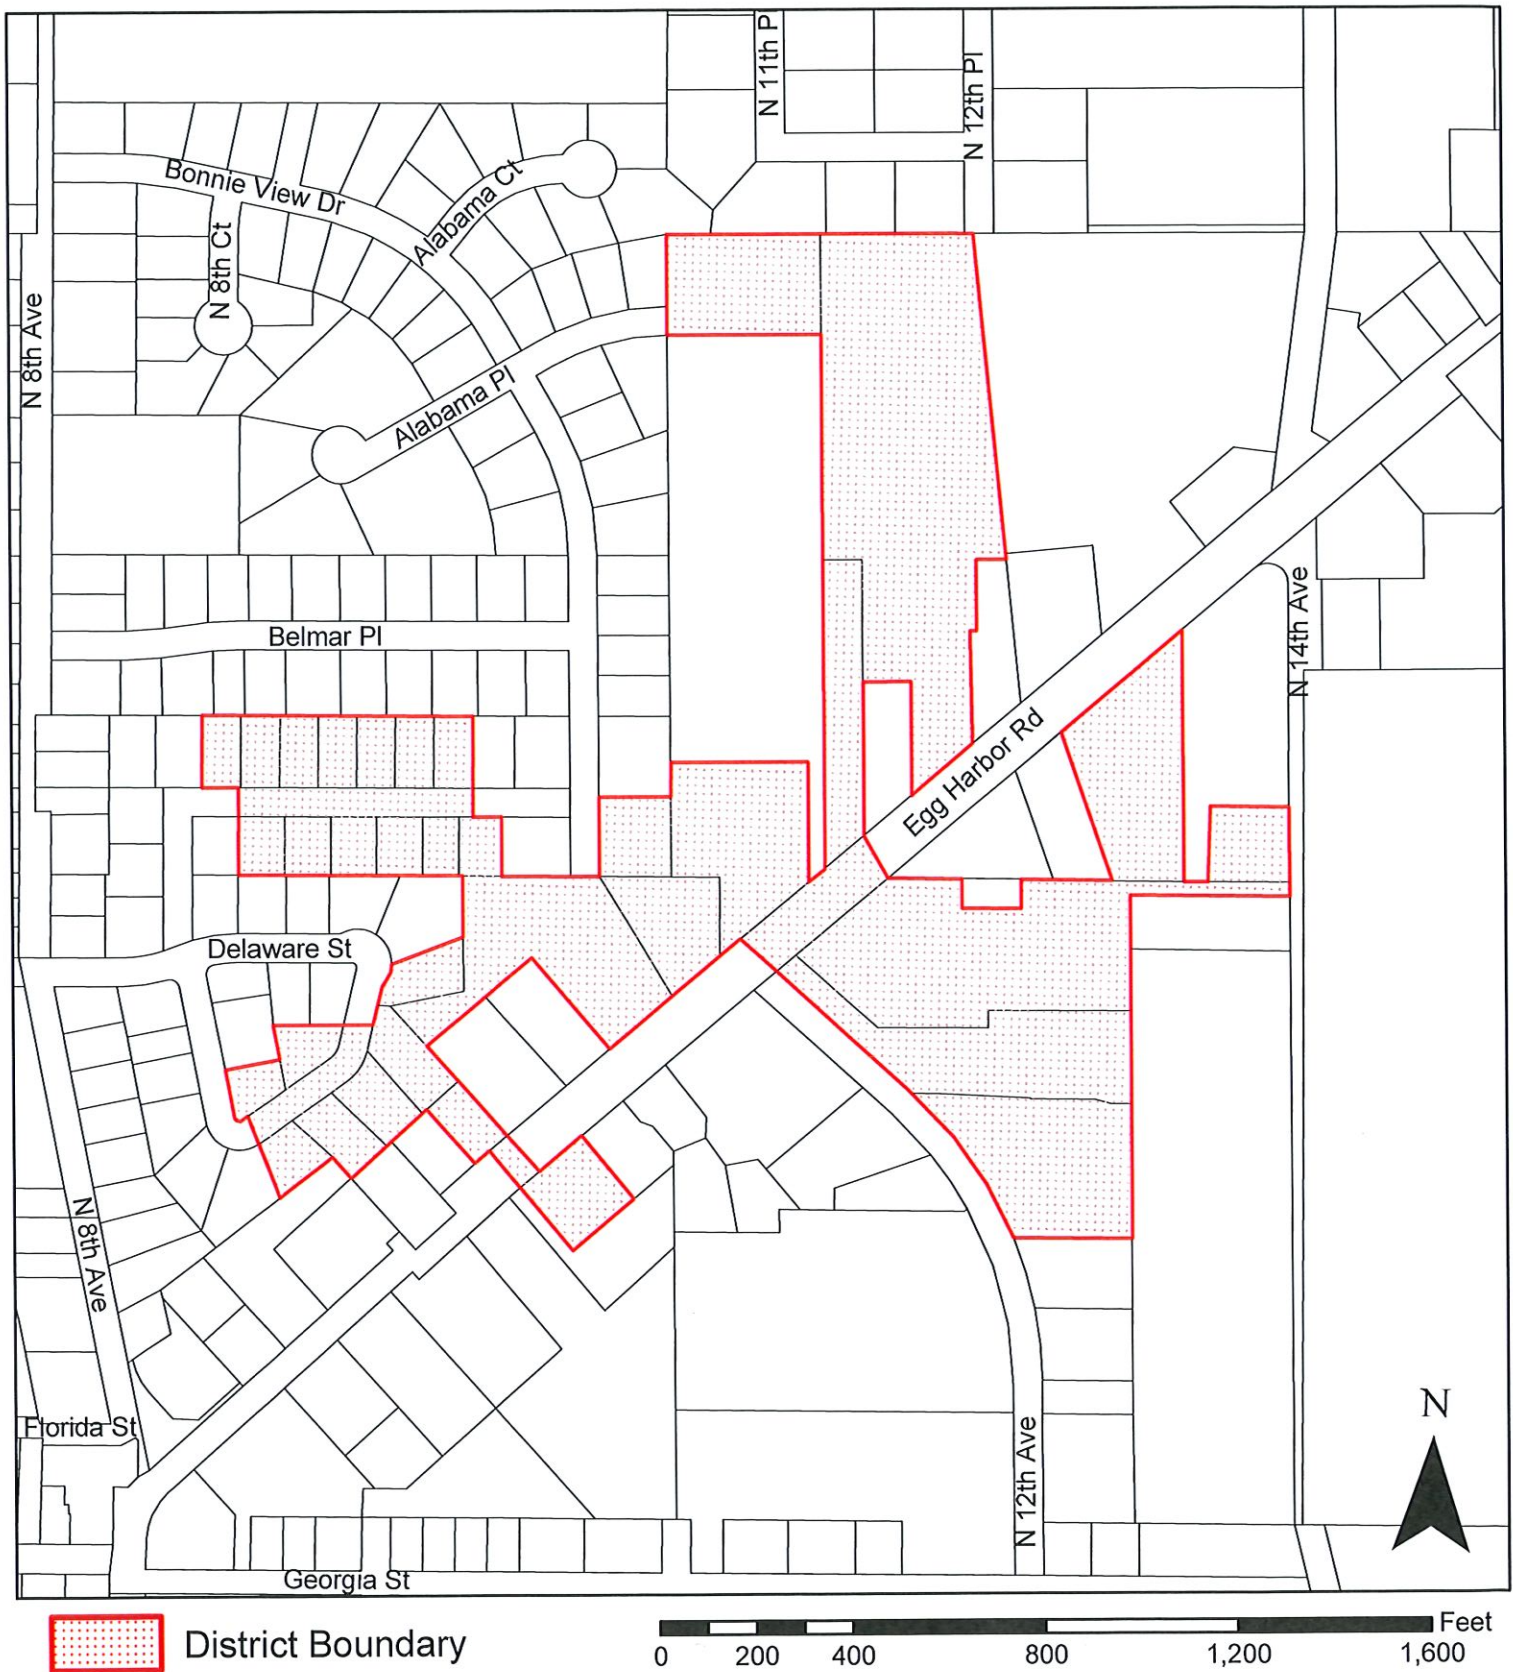 N 11th Pl
N 12th Pl
Bonnie View Dr
Alabama Ct
N 8th Ct
N 8th Ave
Alabama Pl
Belmar Pl
N 14th Ave
Egg Harbor Rd
Delaware St
N 8th Ave
Florida St
N 12th Ave
N
Georgia St
District Boundary
Feet
0 200 400 800 1,200 1,600